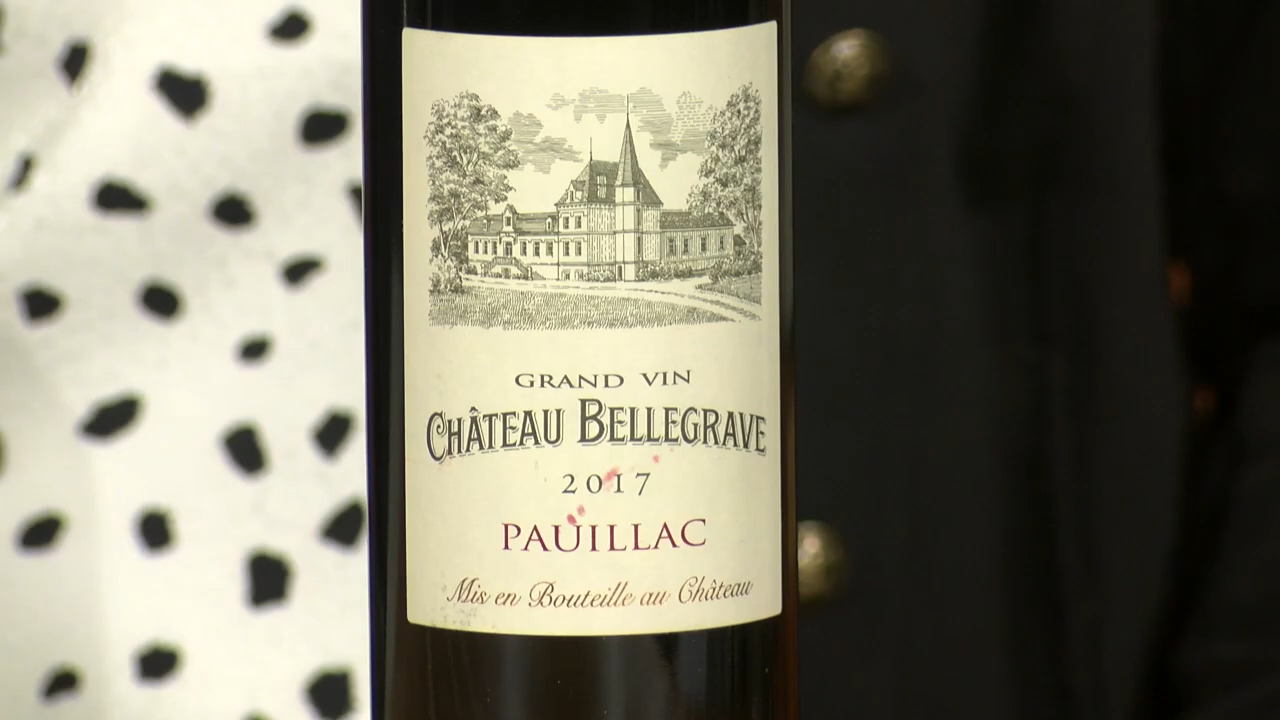 GRAND VIN
CHÂTEAU BELLEGRAVE
2017
PAUILLAC
Mis en Bouteille au Château